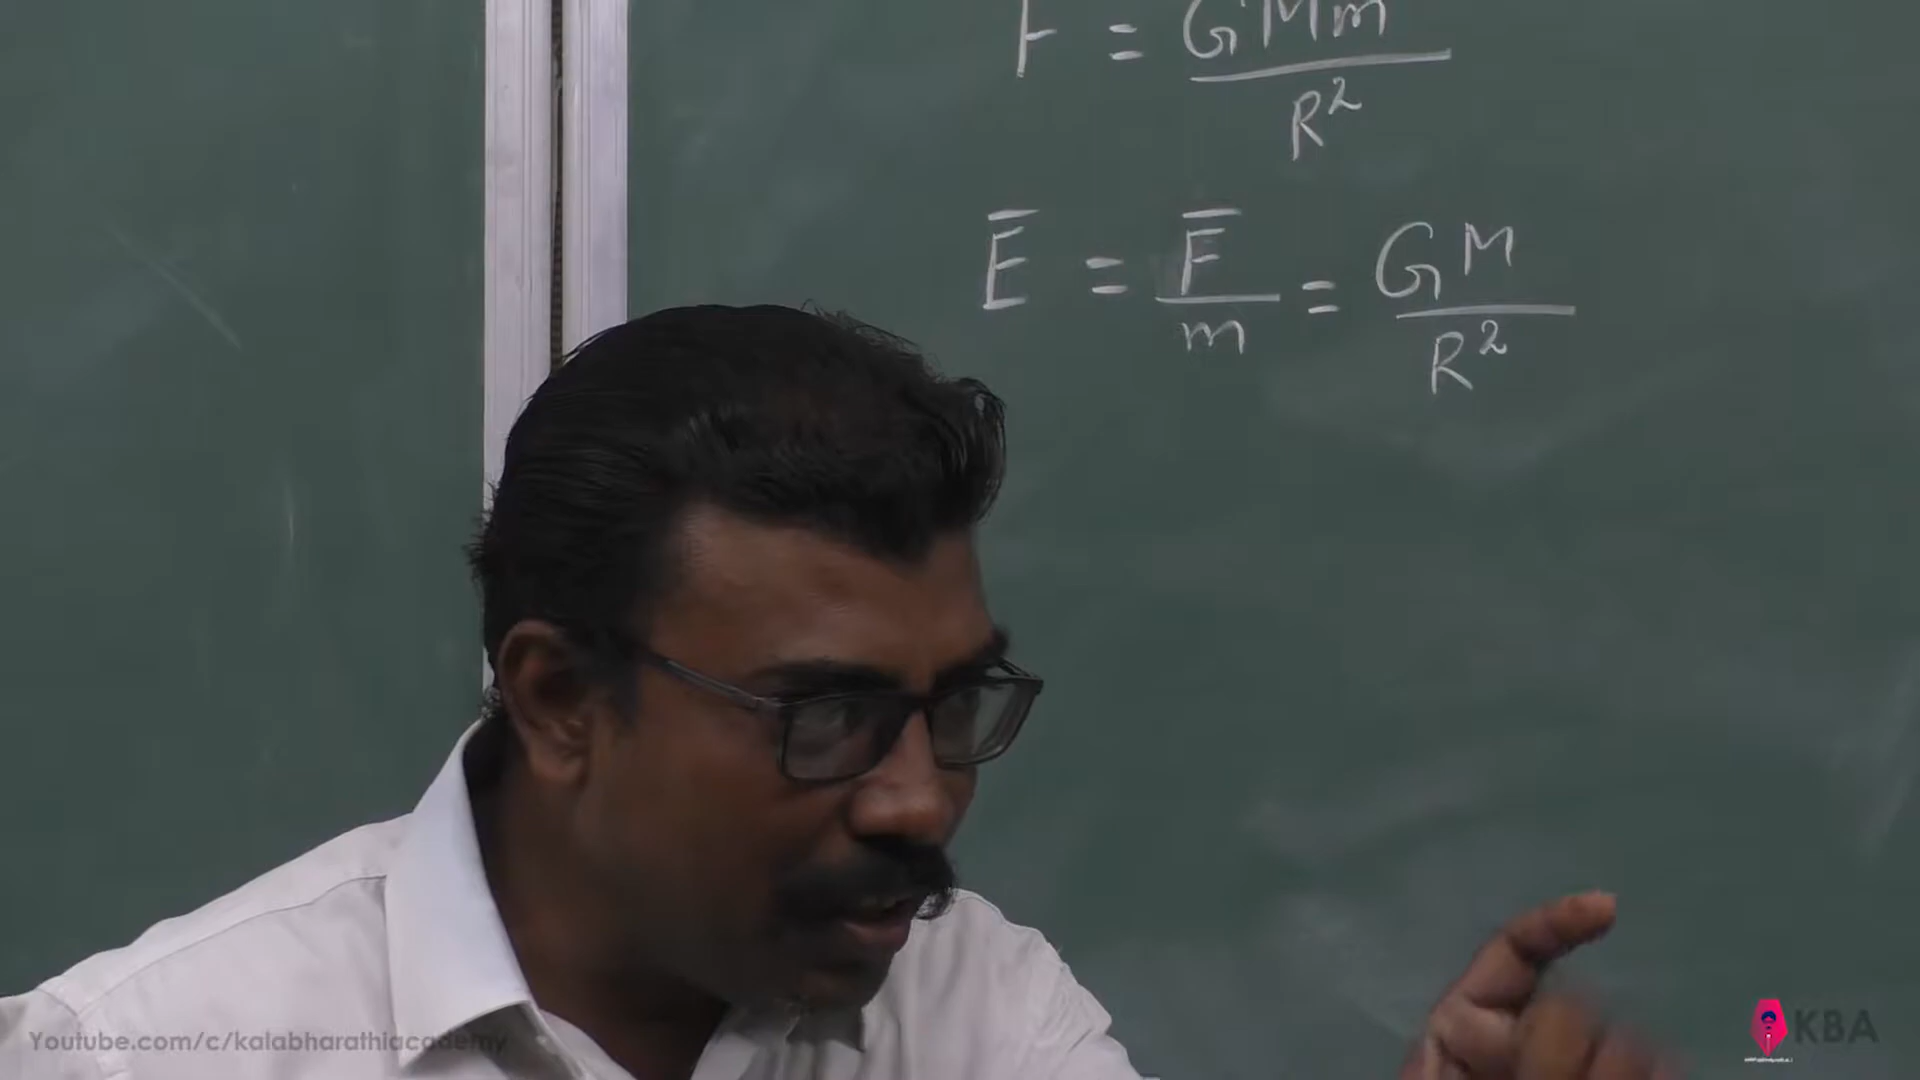 F = GMm / R²
E̅ = F̅ / m = GM / R²
Youtube.com/c/kalabharathiacademy
KBA